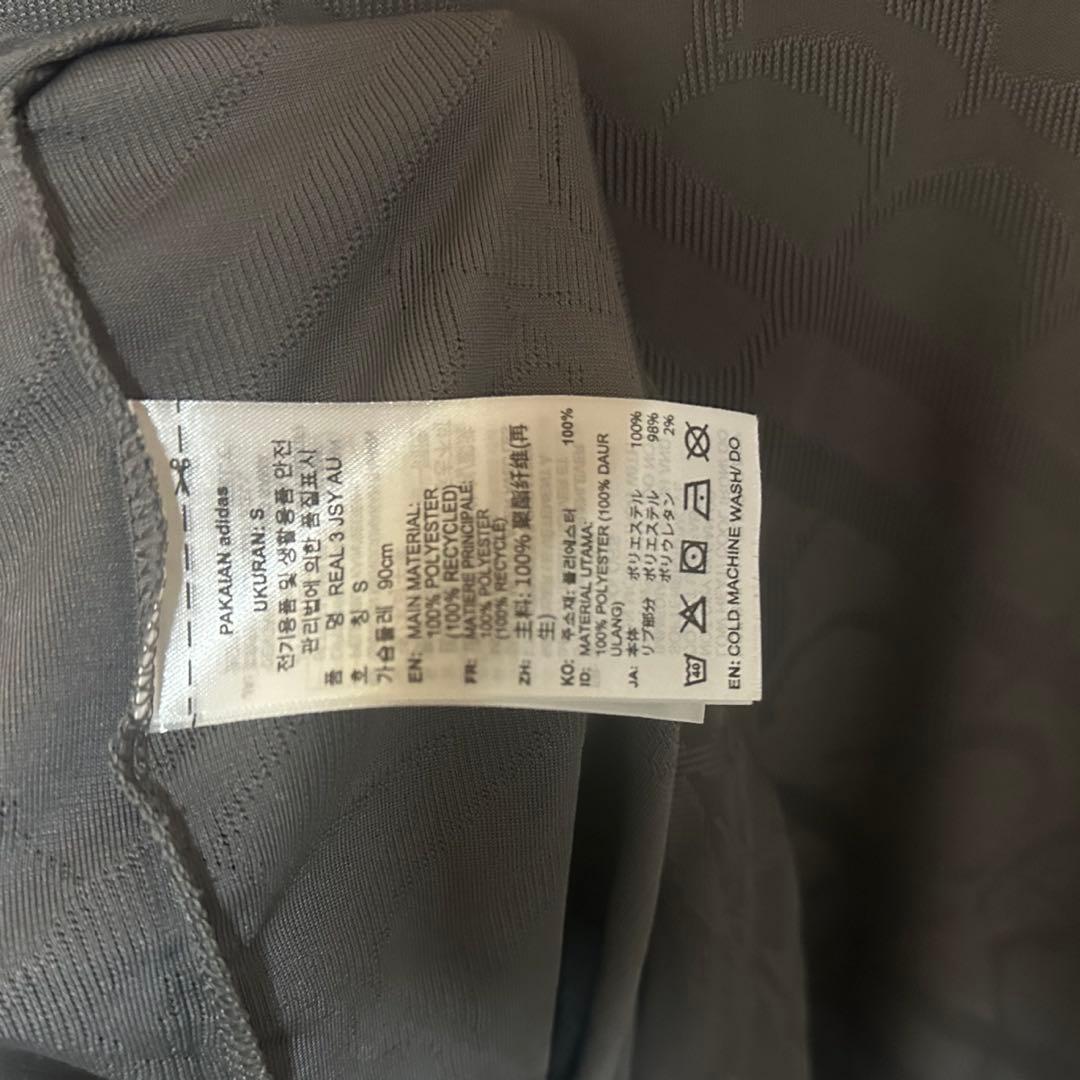 PAKAIAN adidas
UKURAN: S
전기용품 및 생활용품 안전
관리법에 의한 품질표시
품 명 REAL 3 JSY AU
호 칭 S
가슴둘레 90cm
EN: MAIN MATERIAL:
100% POLYESTER
(100% RECYCLED)
FR: MATIERE PRINCIPALE:
100% POLYESTER
(100% RECYCLE)
ZH: 主料: 100% 聚酯纤维(再
生)
KO: 주소재: 폴리에스터 100%
ID: MATERIAL UTAMA:
100% POLYESTER (100% DAUR
ULANG)
JA: 本体 ポリエステル 100%
リブ部分 ポリエステル 98%
ポリウレタン 2%
40
EN: COLD MACHINE WASH/ DO